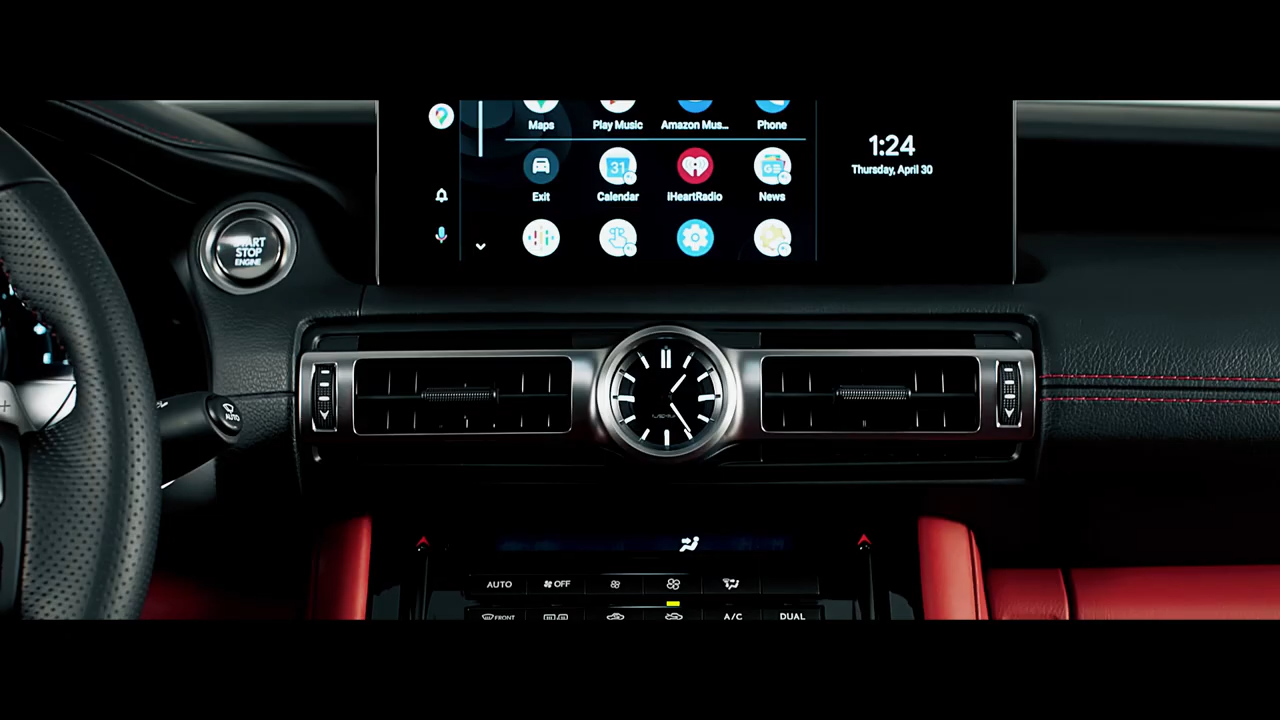 Maps Play Music Amazon Mus... Phone
1:24
Thursday, April 30
31
Exit Calendar iHeartRadio News
START
STOP
ENGINE
AUTO
AUTO OFF
FRONT A/C DUAL